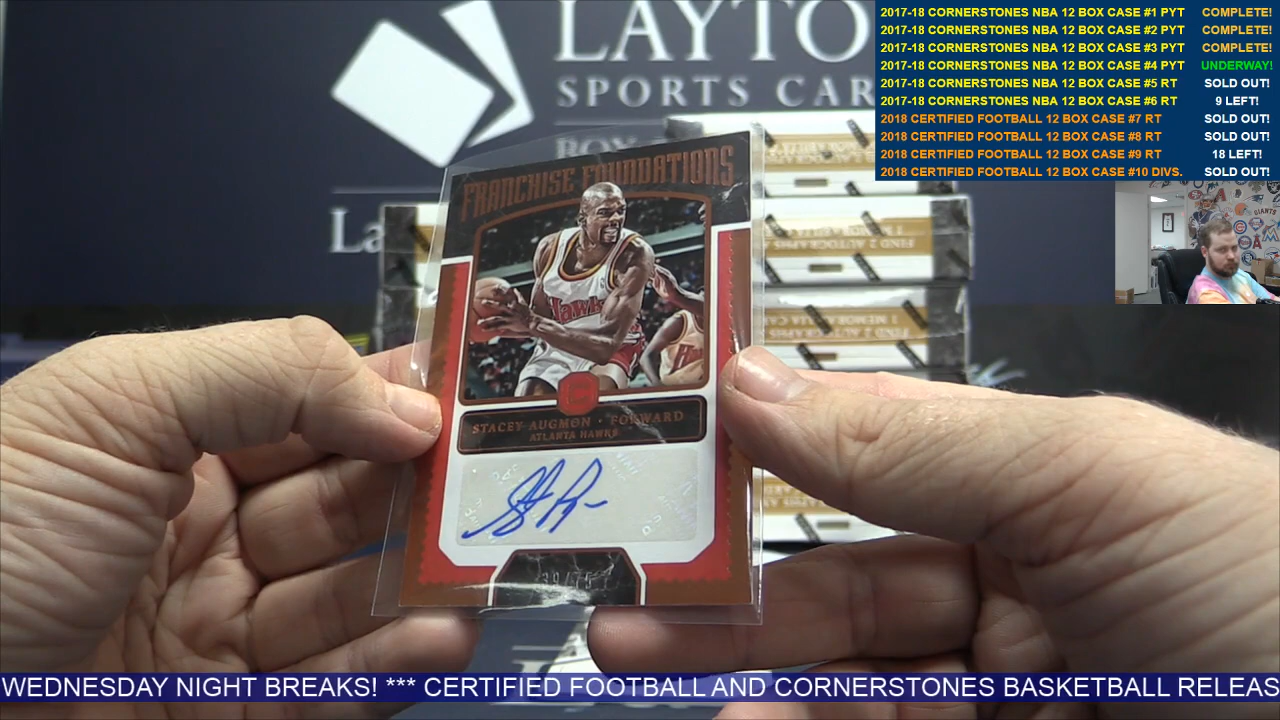 LAYTO
SPORTS CAR
La
2017-18 CORNERSTONES NBA 12 BOX CASE #1 PYT COMPLETE!
2017-18 CORNERSTONES NBA 12 BOX CASE #2 PYT COMPLETE!
2017-18 CORNERSTONES NBA 12 BOX CASE #3 PYT COMPLETE!
2017-18 CORNERSTONES NBA 12 BOX CASE #4 PYT UNDERWAY!
2017-18 CORNERSTONES NBA 12 BOX CASE #5 RT SOLD OUT!
2017-18 CORNERSTONES NBA 12 BOX CASE #6 RT 9 LEFT!
2018 CERTIFIED FOOTBALL 12 BOX CASE #7 RT SOLD OUT!
2018 CERTIFIED FOOTBALL 12 BOX CASE #8 RT SOLD OUT!
2018 CERTIFIED FOOTBALL 12 BOX CASE #9 RT 18 LEFT!
2018 CERTIFIED FOOTBALL 12 BOX CASE #10 DIVS. SOLD OUT!
FRANCHISE FOUNDATIONS
HAWKS
STACEY AUGMON · FORWARD
ATLANTA HAWKS
39/75
FIND 2 AUTOGRAPHS
WEDNESDAY NIGHT BREAKS! *** CERTIFIED FOOTBALL AND CORNERSTONES BASKETBALL RELEAS